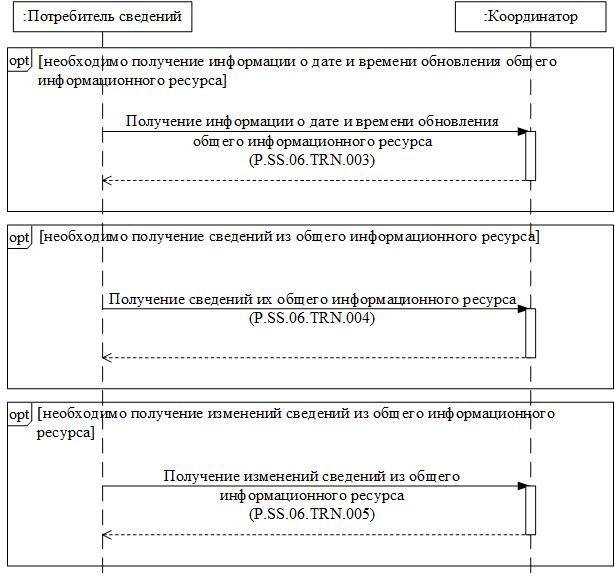 :Потребитель сведений
:Координатор
opt
[необходимо получение информации о дате и времени обновления общего
информационного ресурса]
Получение информации о дате и времени обновления
общего информационного ресурса
(P.SS.06.TRN.003)
opt
[необходимо получение сведений из общего информационного ресурса]
Получение сведений их общего информационного ресурса
(P.SS.06.TRN.004)
opt
[необходимо получение изменений сведений из общего информационного
ресурса]
Получение изменений сведений из общего
информационного ресурса
(P.SS.06.TRN.005)